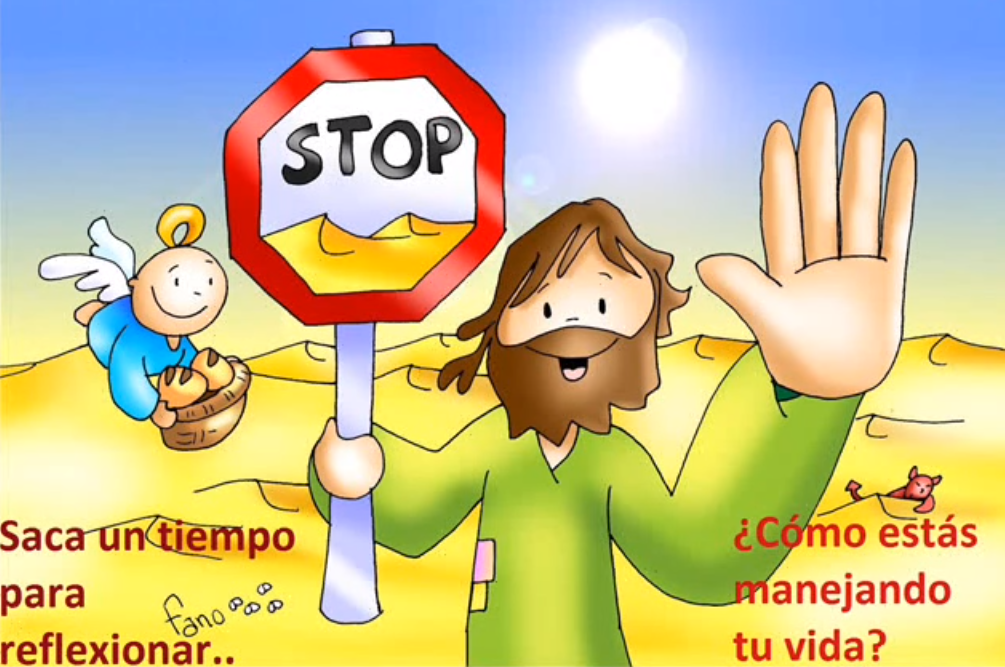 STOP
Saca un tiempo
para
reflexionar..
fano
¿Cómo estás
manejando
tu vida?